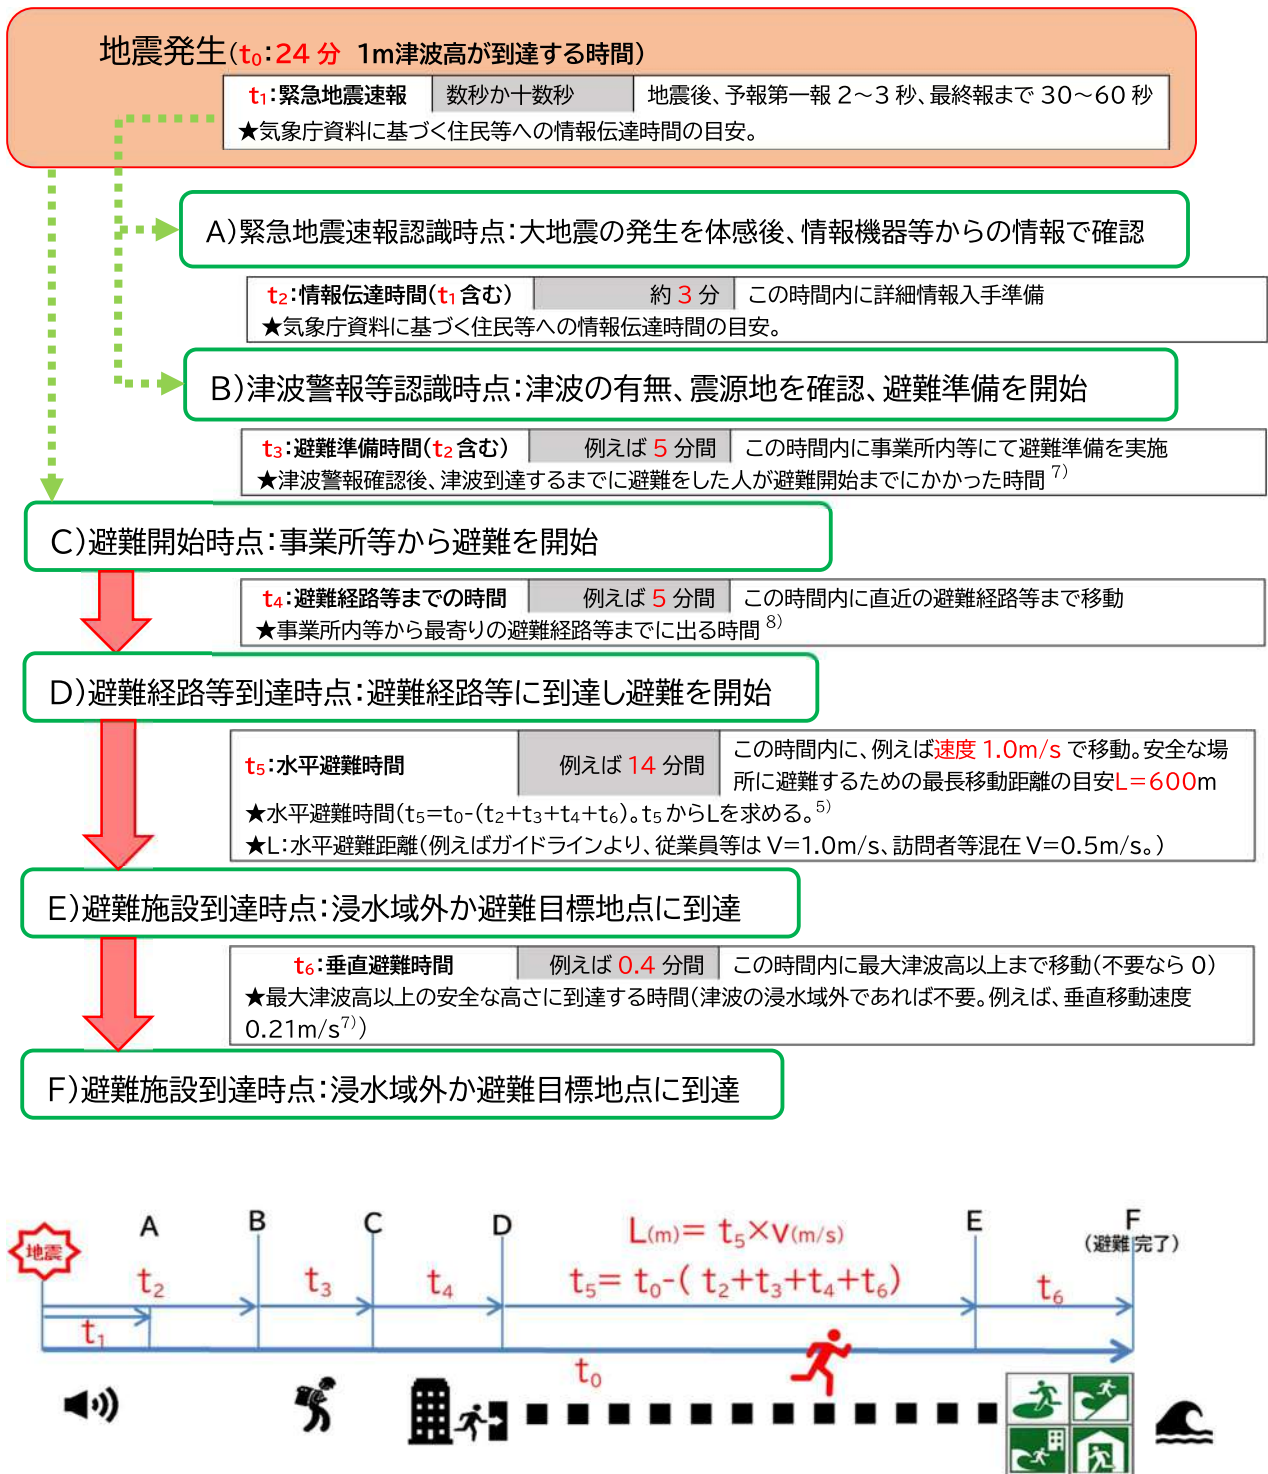 地震発生(t₀:24 分 1m津波高が到達する時間)
t₁:緊急地震速報 数秒か十数秒 地震後、予報第一報 2～3 秒、最終報まで 30～60 秒
★気象庁資料に基づく住民等への情報伝達時間の目安。
A)緊急地震速報認識時点:大地震の発生を体感後、情報機器等からの情報で確認
t₂:情報伝達時間(t₁ 含む) 約 3 分 この時間内に詳細情報入手準備
★気象庁資料に基づく住民等への情報伝達時間の目安。
B)津波警報等認識時点:津波の有無、震源地を確認、避難準備を開始
t₃:避難準備時間(t₂ 含む) 例えば 5 分間 この時間内に事業所内等にて避難準備を実施
★津波警報確認後、津波到達するまでに避難をした人が避難開始までにかかった時間 7)
C)避難開始時点:事業所等から避難を開始
t₄:避難経路等までの時間 例えば 5 分間 この時間内に直近の避難経路等まで移動
★事業所内等から最寄りの避難経路等までに出る時間 8)
D)避難経路等到達時点:避難経路等に到達し避難を開始
t₅:水平避難時間 例えば 14 分間 この時間内に、例えば速度 1.0m/s で移動。安全な場
所に避難するための最長移動距離の目安L=600m
★水平避難時間(t₅=t₀-(t₂+t₃+t₄+t₆)。t₅ からLを求める。5)
★L:水平避難距離(例えばガイドラインより、従業員等は V=1.0m/s、訪問者等混在 V=0.5m/s。)
E)避難施設到達時点:浸水域外か避難目標地点に到達
t₆:垂直避難時間 例えば 0.4 分間 この時間内に最大津波高以上まで移動(不要なら 0)
★最大津波高以上の安全な高さに到達する時間(津波の浸水域外であれば不要。例えば、垂直移動速度
0.21m/s7))
F)避難施設到達時点:浸水域外か避難目標地点に到達
A B C D L(m)= t₅×v(m/s) E F
(避難完了)
地震
t₂ t₃ t₄ t₅= t₀-( t₂+t₃+t₄+t₆) t₆
t₁
t₀